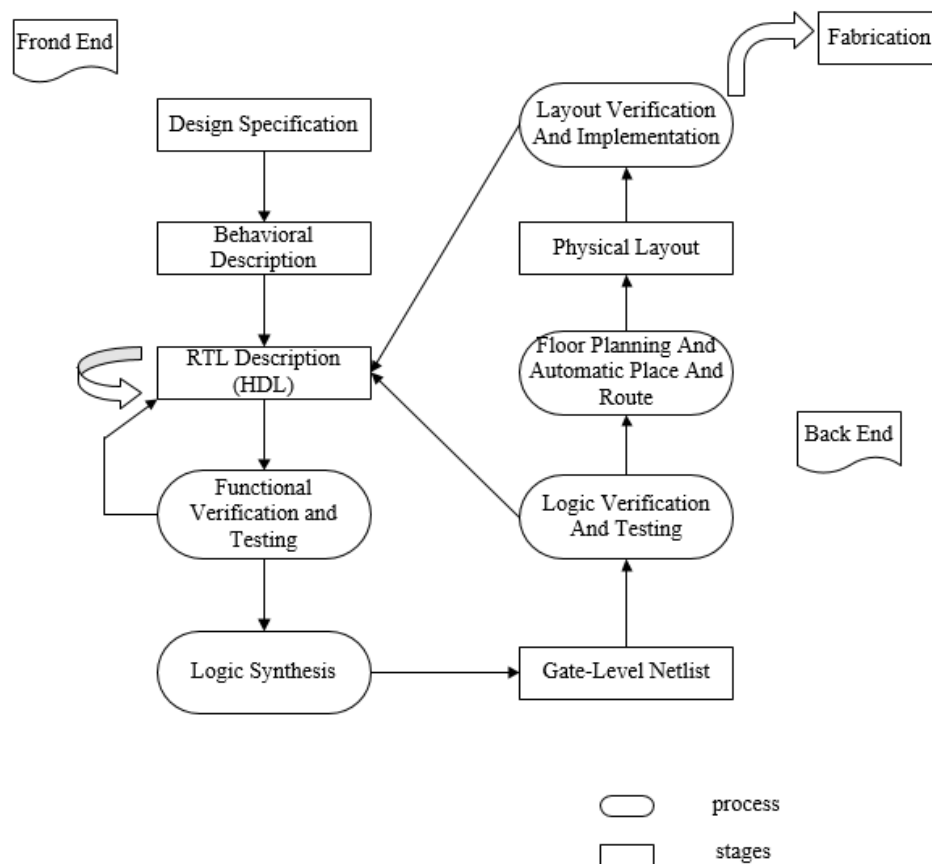 Frond End
Design Specification
Behavioral
Description
RTL Description
(HDL)
Functional
Verification and
Testing
Logic Synthesis
Gate-Level Netlist
Logic Verification
And Testing
Floor Planning And
Automatic Place And
Route
Physical Layout
Layout Verification
And Implementation
Fabrication
Back End
process
stages